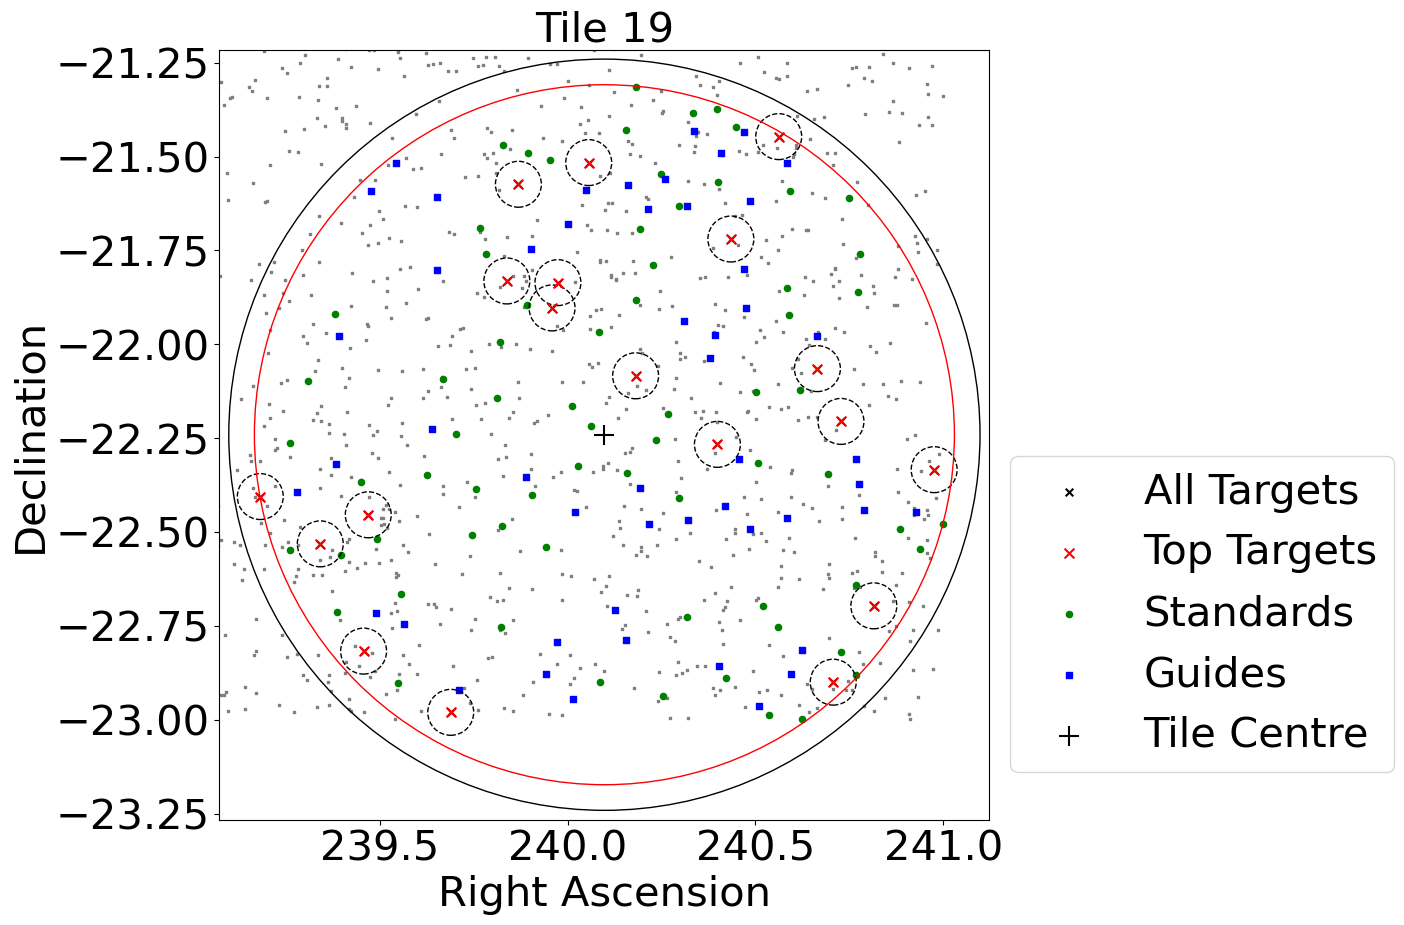 Tile 19
−21.25
−21.50
−21.75
−22.00
−22.25
−22.50
−22.75
−23.00
−23.25
Declination
239.5 240.0 240.5 241.0
Right Ascension
All Targets
Top Targets
Standards
Guides
Tile Centre